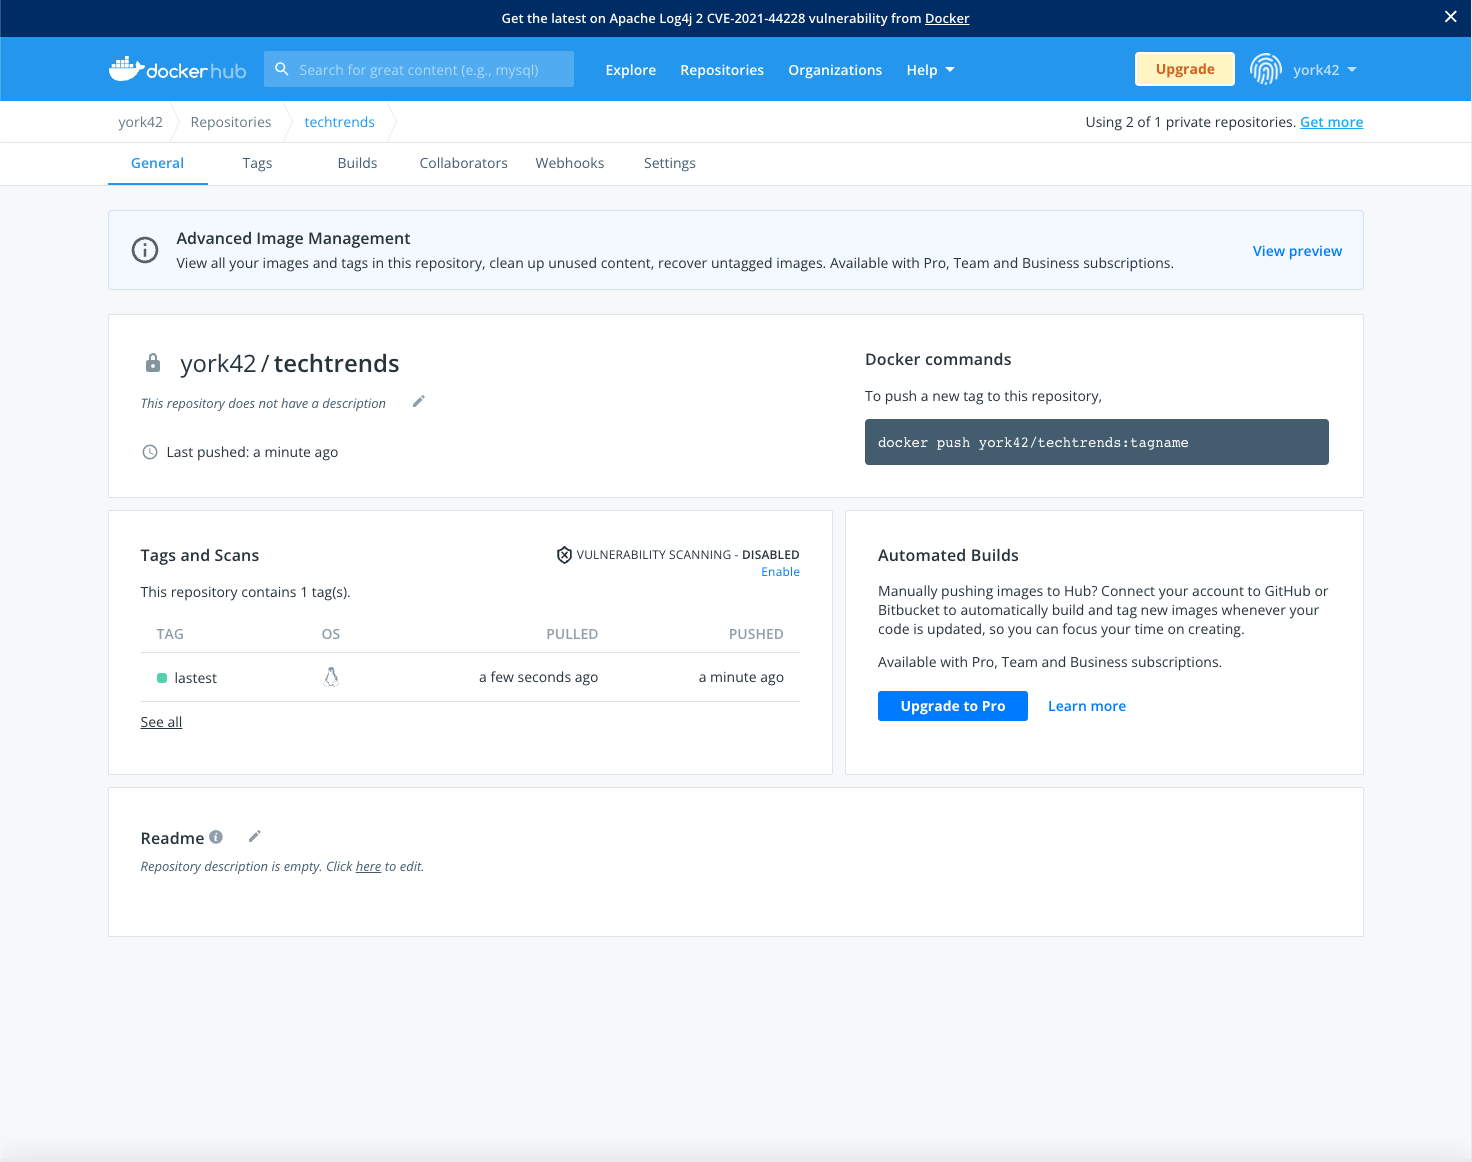 Get the latest on Apache Log4j 2 CVE-2021-44228 vulnerability from Docker
docker hub
Search for great content (e.g., mysql)
Explore
Repositories
Organizations
Help
Upgrade
york42
york42
Repositories
techtrends
Using 2 of 1 private repositories. Get more
General
Tags
Builds
Collaborators
Webhooks
Settings
Advanced Image Management
View all your images and tags in this repository, clean up unused content, recover untagged images. Available with Pro, Team and Business subscriptions.
View preview
york42 / techtrends
This repository does not have a description
Last pushed: a minute ago
Docker commands
To push a new tag to this repository,
docker push york42/techtrends:tagname
Tags and Scans
VULNERABILITY SCANNING - DISABLED
Enable
This repository contains 1 tag(s).
TAG OS PULLED PUSHED
lastest a few seconds ago a minute ago
See all
Automated Builds
Manually pushing images to Hub? Connect your account to GitHub or
Bitbucket to automatically build and tag new images whenever your
code is updated, so you can focus your time on creating.
Available with Pro, Team and Business subscriptions.
Upgrade to Pro
Learn more
Readme
Repository description is empty. Click here to edit.